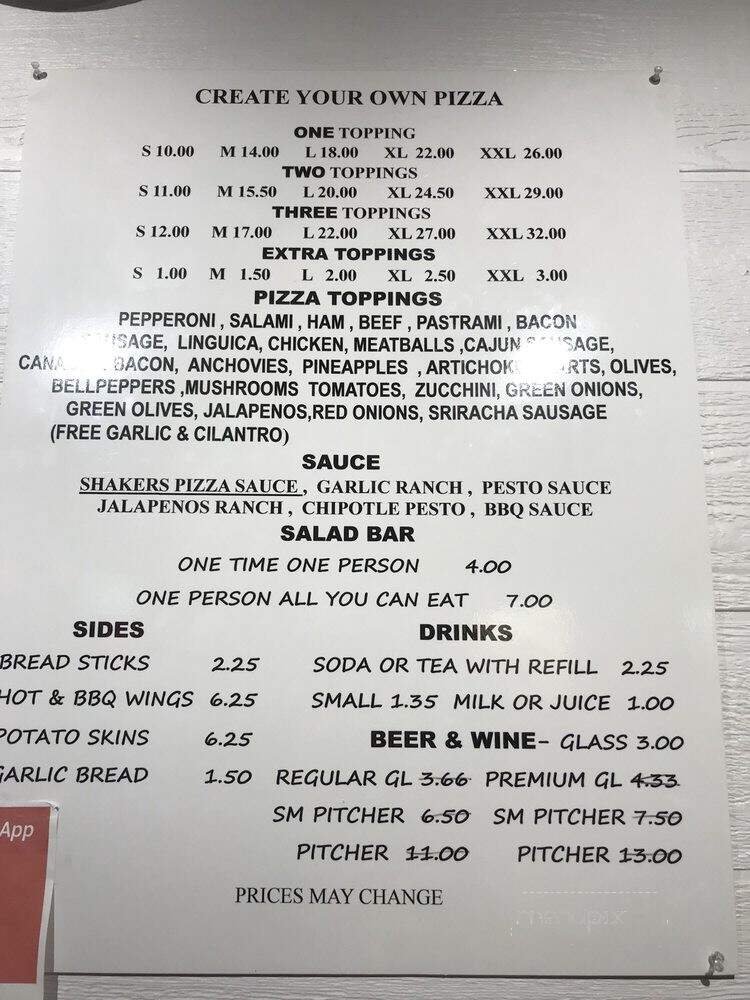 CREATE YOUR OWN PIZZA
ONE TOPPING
S 10.00 M 14.00 L 18.00 XL 22.00 XXL 26.00
TWO TOPPINGS
S 11.00 M 15.50 L 20.00 XL 24.50 XXL 29.00
THREE TOPPINGS
S 12.00 M 17.00 L 22.00 XL 27.00 XXL 32.00
EXTRA TOPPINGS
S 1.00 M 1.50 L 2.00 XL 2.50 XXL 3.00
PIZZA TOPPINGS
PEPPERONI , SALAMI , HAM , BEEF , PASTRAMI , BACON
LINGUICA, CHICKEN, MEATBALLS ,CAJUN SAUSAGE,
BACON, ANCHOVIES, PINEAPPLES , OLIVES,
BELLPEPPERS ,MUSHROOMS TOMATOES, ZUCCHINI, GREEN ONIONS,
GREEN OLIVES, JALAPENOS,RED ONIONS, SRIRACHA SAUSAGE
(FREE GARLIC & CILANTRO)
SAUCE
SHAKERS PIZZA SAUCE , GARLIC RANCH , PESTO SAUCE
JALAPENOS RANCH , CHIPOTLE PESTO , BBQ SAUCE
SALAD BAR
ONE TIME ONE PERSON 4.00
ONE PERSON ALL YOU CAN EAT 7.00
SIDES
BREAD STICKS 2.25
HOT & BBQ WINGS 6.25
POTATO SKINS 6.25
GARLIC BREAD 1.50
DRINKS
SODA OR TEA WITH REFILL 2.25
SMALL 1.35 MILK OR JUICE 1.00
BEER & WINE- GLASS 3.00
REGULAR GL 3.66 PREMIUM GL 4.33
SM PITCHER 6.50 SM PITCHER 7.50
PITCHER 11.00 PITCHER 13.00
PRICES MAY CHANGE
App
menupix